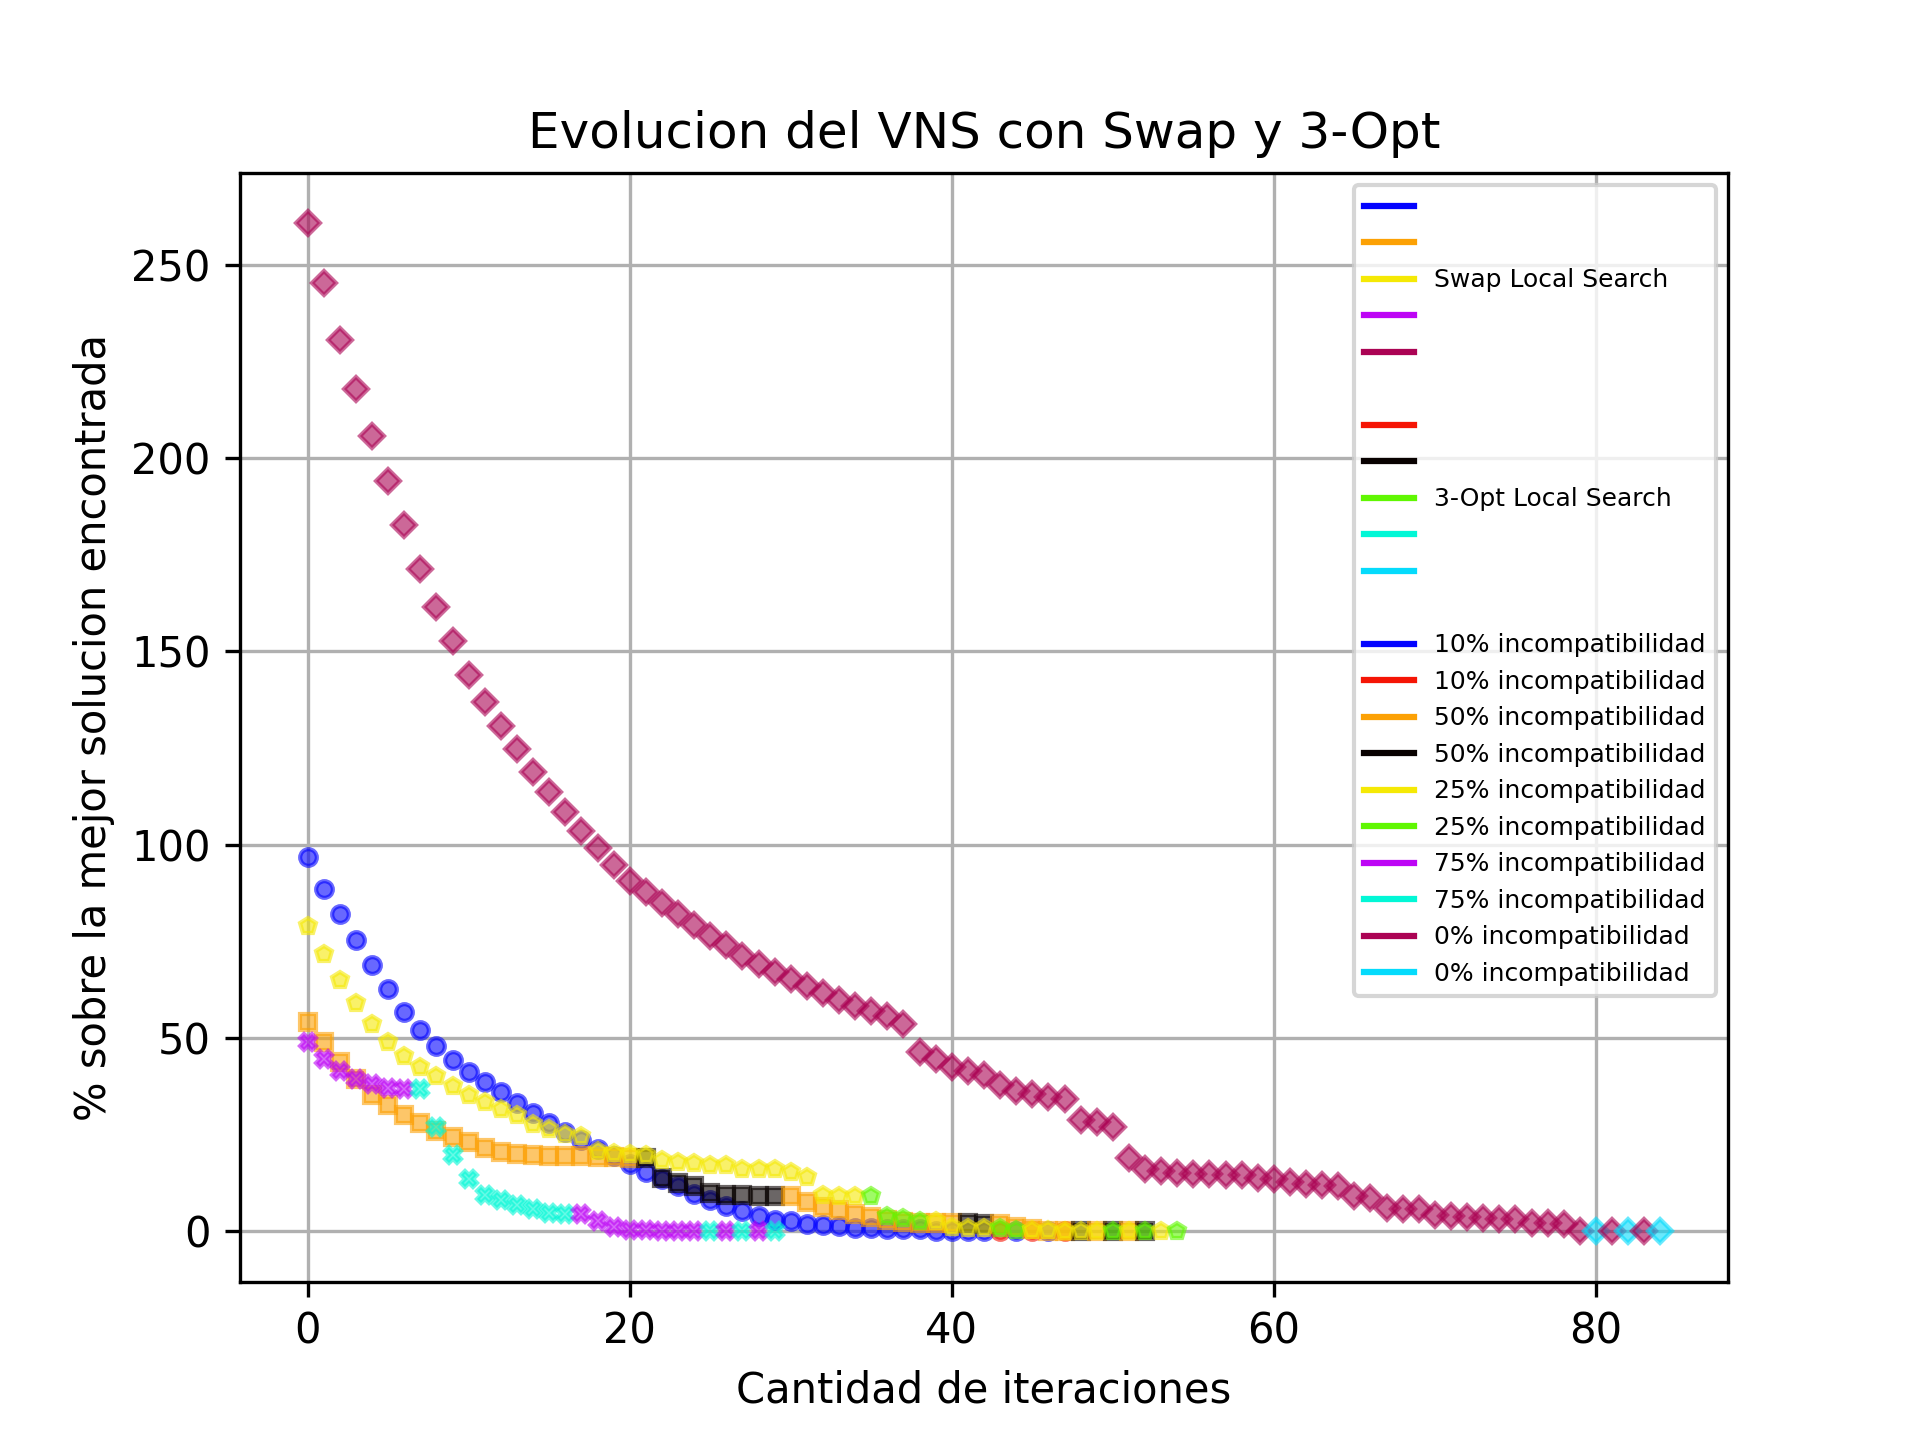 Evolucion del VNS con Swap y 3-Opt
% sobre la mejor solucion encontrada
250
200
150
100
50
0
0 20 40 60 80
Cantidad de iteraciones
Swap Local Search
3-Opt Local Search
10% incompatibilidad
10% incompatibilidad
50% incompatibilidad
50% incompatibilidad
25% incompatibilidad
25% incompatibilidad
75% incompatibilidad
75% incompatibilidad
0% incompatibilidad
0% incompatibilidad